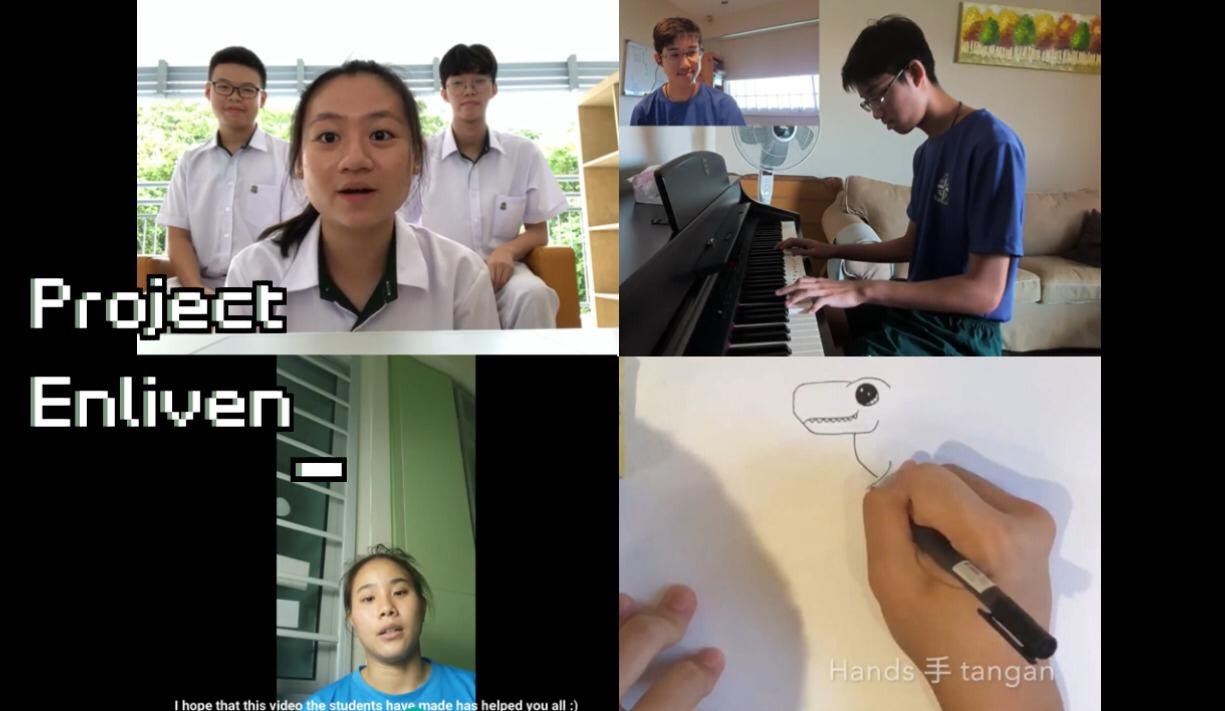 Project
Enliven
_
I hope that this video the students have made has helped you all :)
Hands 手 tangan